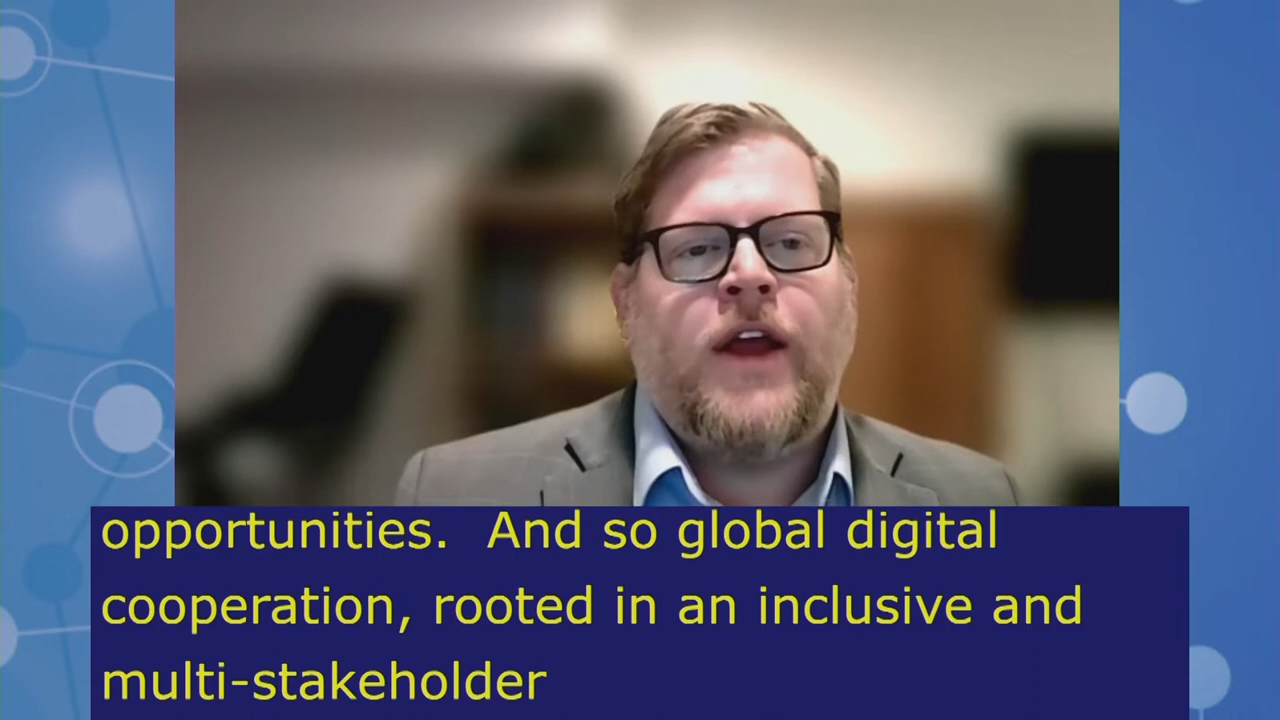 opportunities.  And so global digital
cooperation, rooted in an inclusive and
multi-stakeholder